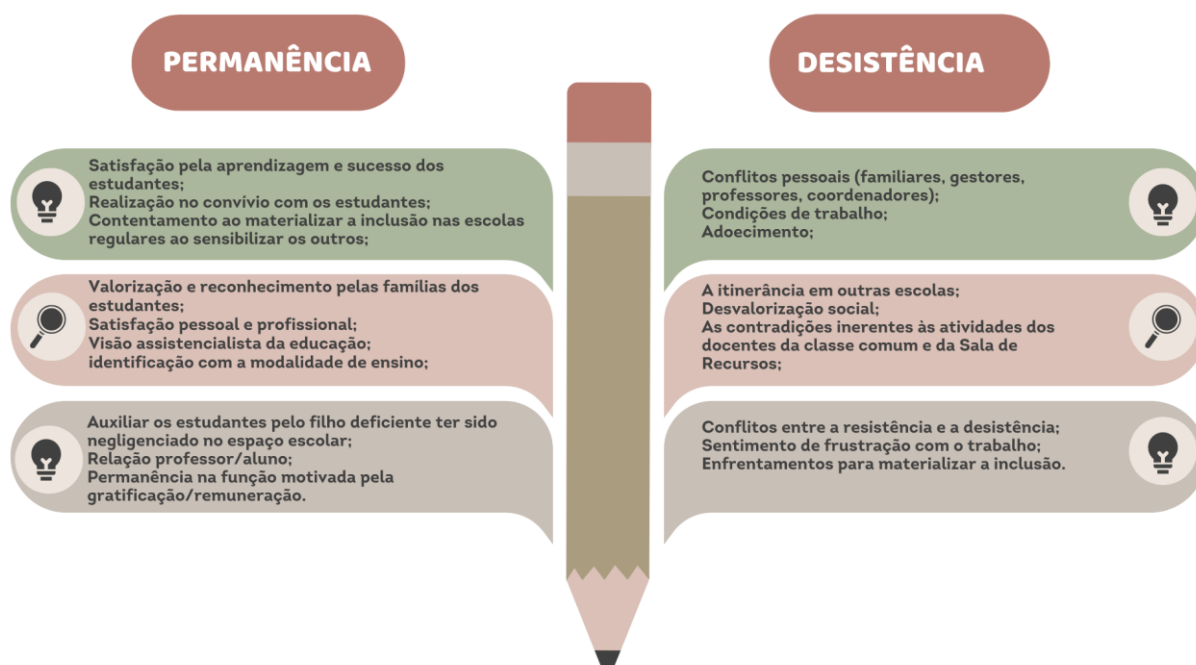 PERMANÊNCIA
Satisfação pela aprendizagem e sucesso dos
estudantes;
Realização no convívio com os estudantes;
Contentamento ao materializar a inclusão nas escolas
regulares ao sensibilizar os outros;
Valorização e reconhecimento pelas famílias dos
estudantes;
Satisfação pessoal e profissional;
Visão assistencialista da educação;
identificação com a modalidade de ensino;
Auxiliar os estudantes pelo filho deficiente ter sido
negligenciado no espaço escolar;
Relação professor/aluno;
Permanência na função motivada pela
gratificação/remuneração.
DESISTÊNCIA
Conflitos pessoais (familiares, gestores,
professores, coordenadores);
Condições de trabalho;
Adoecimento;
A itinerância em outras escolas;
Desvalorização social;
As contradições inerentes às atividades dos
docentes da classe comum e da Sala de
Recursos;
Conflitos entre a resistência e a desistência;
Sentimento de frustração com o trabalho;
Enfrentamentos para materializar a inclusão.